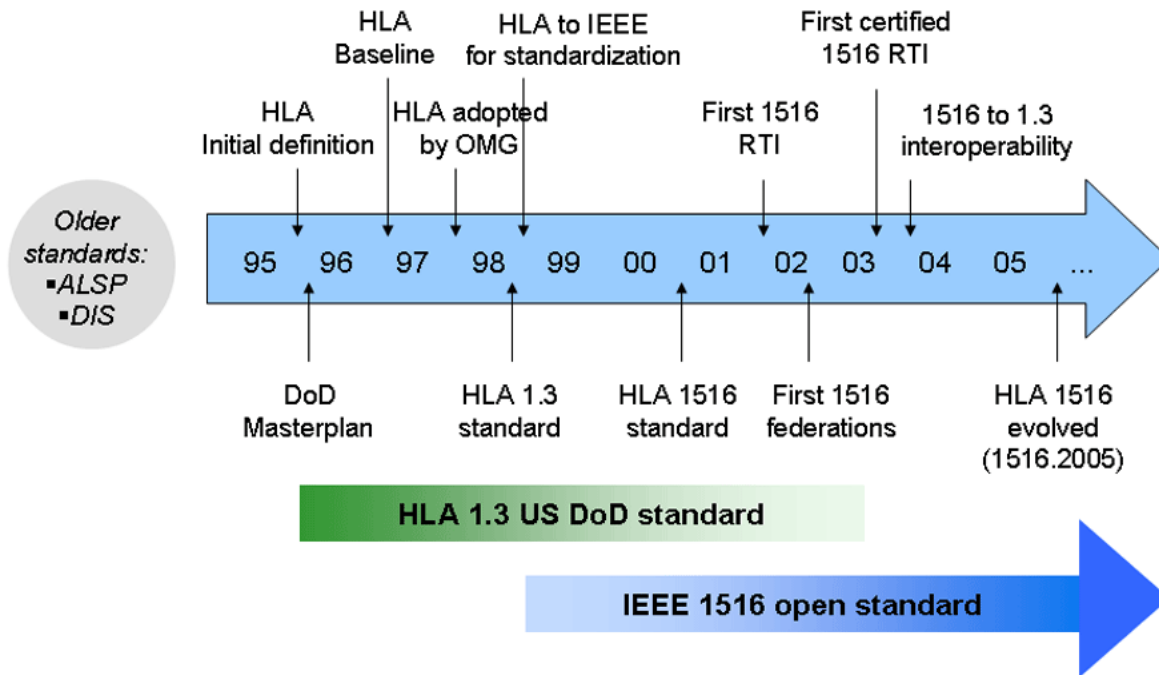 HLA
Baseline
HLA to IEEE
for standardization
First certified
1516 RTI
HLA
Initial definition
HLA adopted
by OMG
First 1516
RTI
1516 to 1.3
interoperability
Older
standards:
▪ALSP
▪DIS
95 96 97 98 99 00 01 02 03 04 05 ...
DoD
Masterplan
HLA 1.3
standard
HLA 1516
standard
First 1516
federations
HLA 1516
evolved
(1516.2005)
HLA 1.3 US DoD standard
IEEE 1516 open standard